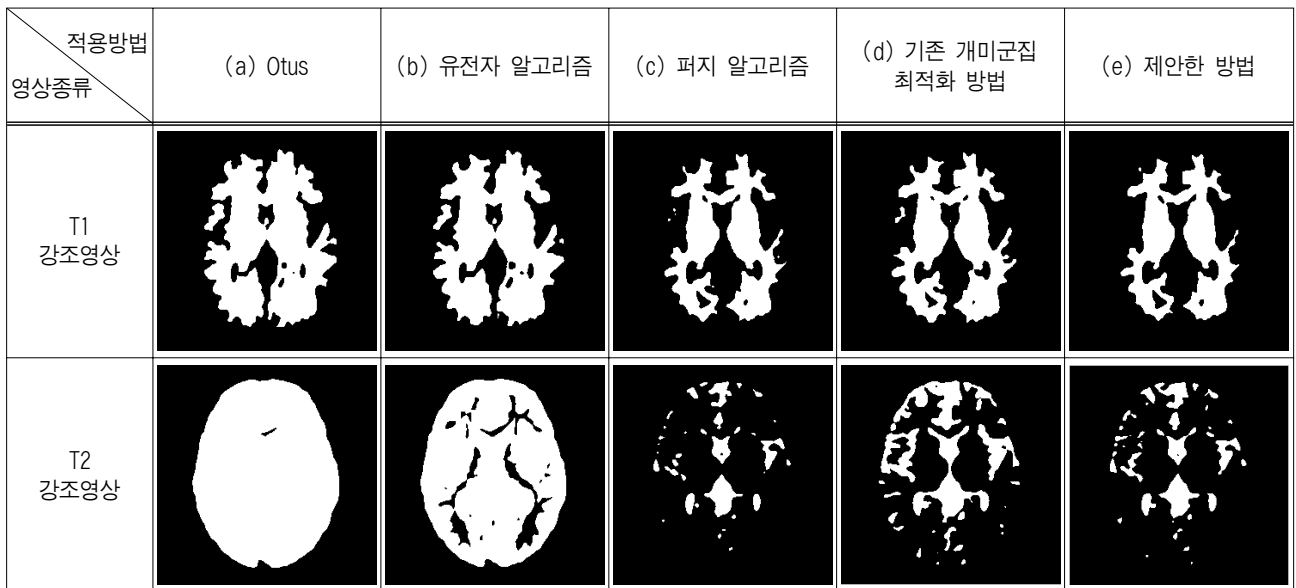 적용방법
영상종류
(a) Otus
(b) 유전자 알고리즘
(c) 퍼지 알고리즘
(d) 기존 개미군집
최적화 방법
(e) 제안한 방법
T1
강조영상
T2
강조영상